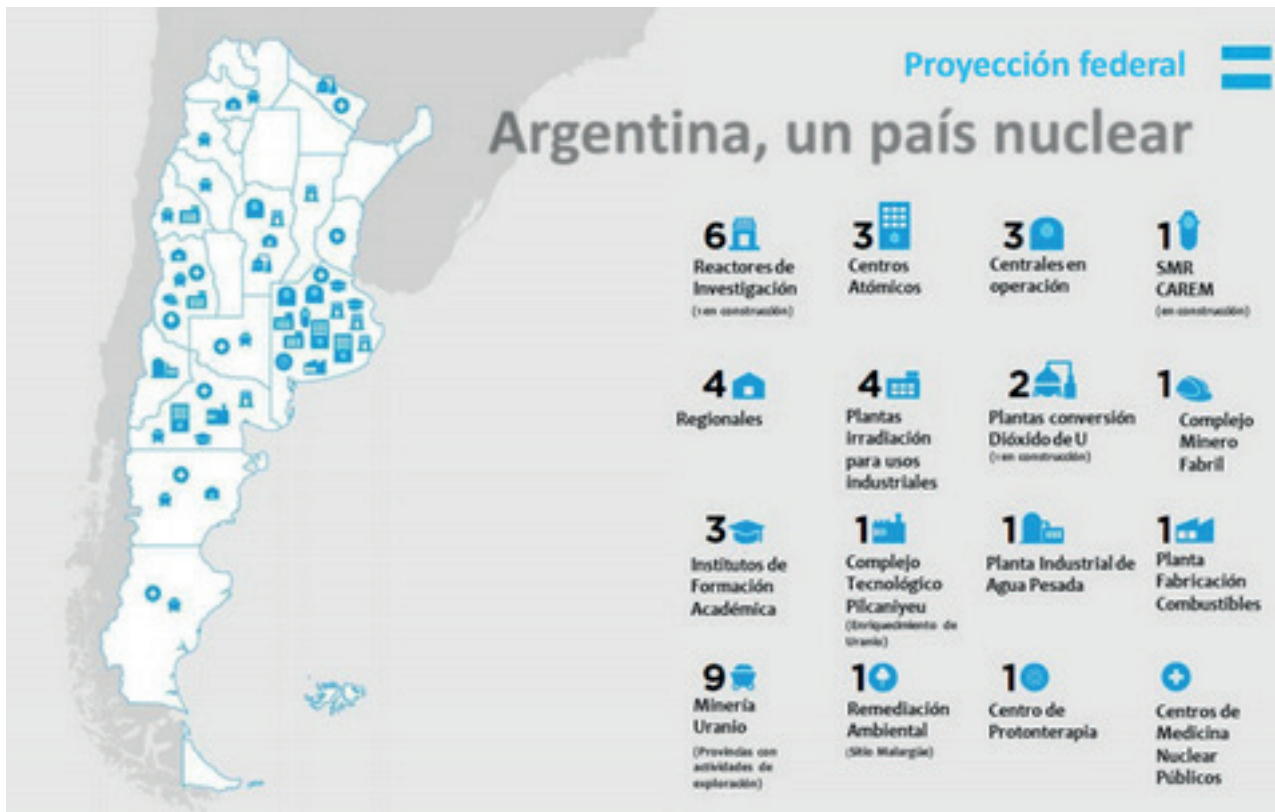 Proyección federal
Argentina, un país nuclear
6
Reactores de
Investigación
(1 en construcción)
3
Centros
Atómicos
3
Centrales en
operación
1
SMR
CAREM
(en construcción)
4
Regionales
4
Plantas
irradiación
para usos
industriales
2
Plantas conversión
Dióxido de U
(1 en construcción)
1
Complejo
Minero
Fabril
3
Institutos de
Formación
Académica
1
Complejo
Tecnológico
Pilcaniyeu
(Enriquecimiento de
Uranio)
1
Planta Industrial de
Agua Pesada
1
Planta
Fabricación
Combustibles
9
Minería
Uranio
(Provincias con
actividades de
exploración)
1
Remediación
Ambiental
(Sitio Malargüe)
1
Centro de
Protonterapia
Centros de
Medicina
Nuclear
Públicos